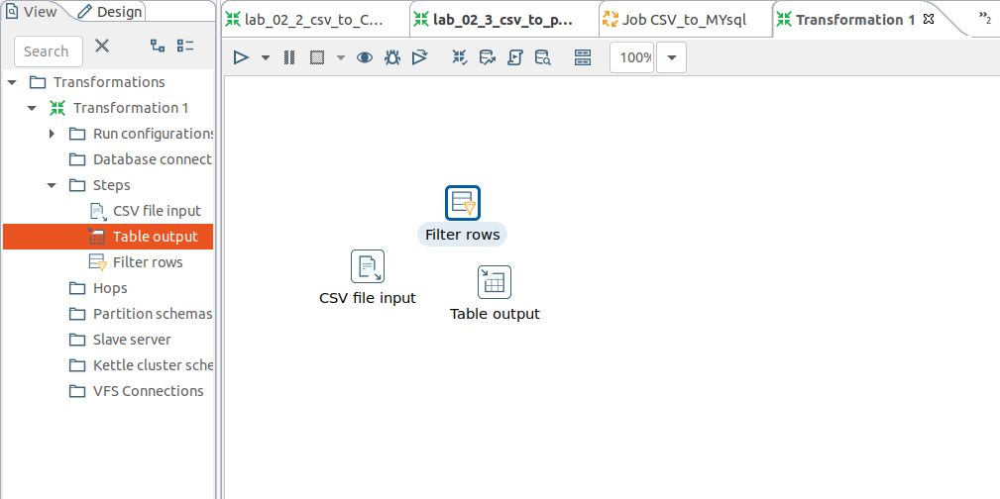 View
Design
lab_02_2_csv_to_C...
lab_02_3_csv_to_p...
Job CSV_to_MYsql
Transformation 1
»2
Search
100%
Transformations
Transformation 1
Run configurations
Database connect
Steps
CSV file input
Table output
Filter rows
Hops
Partition schemas
Slave server
Kettle cluster sche
VFS Connections
Filter rows
CSV file input
Table output